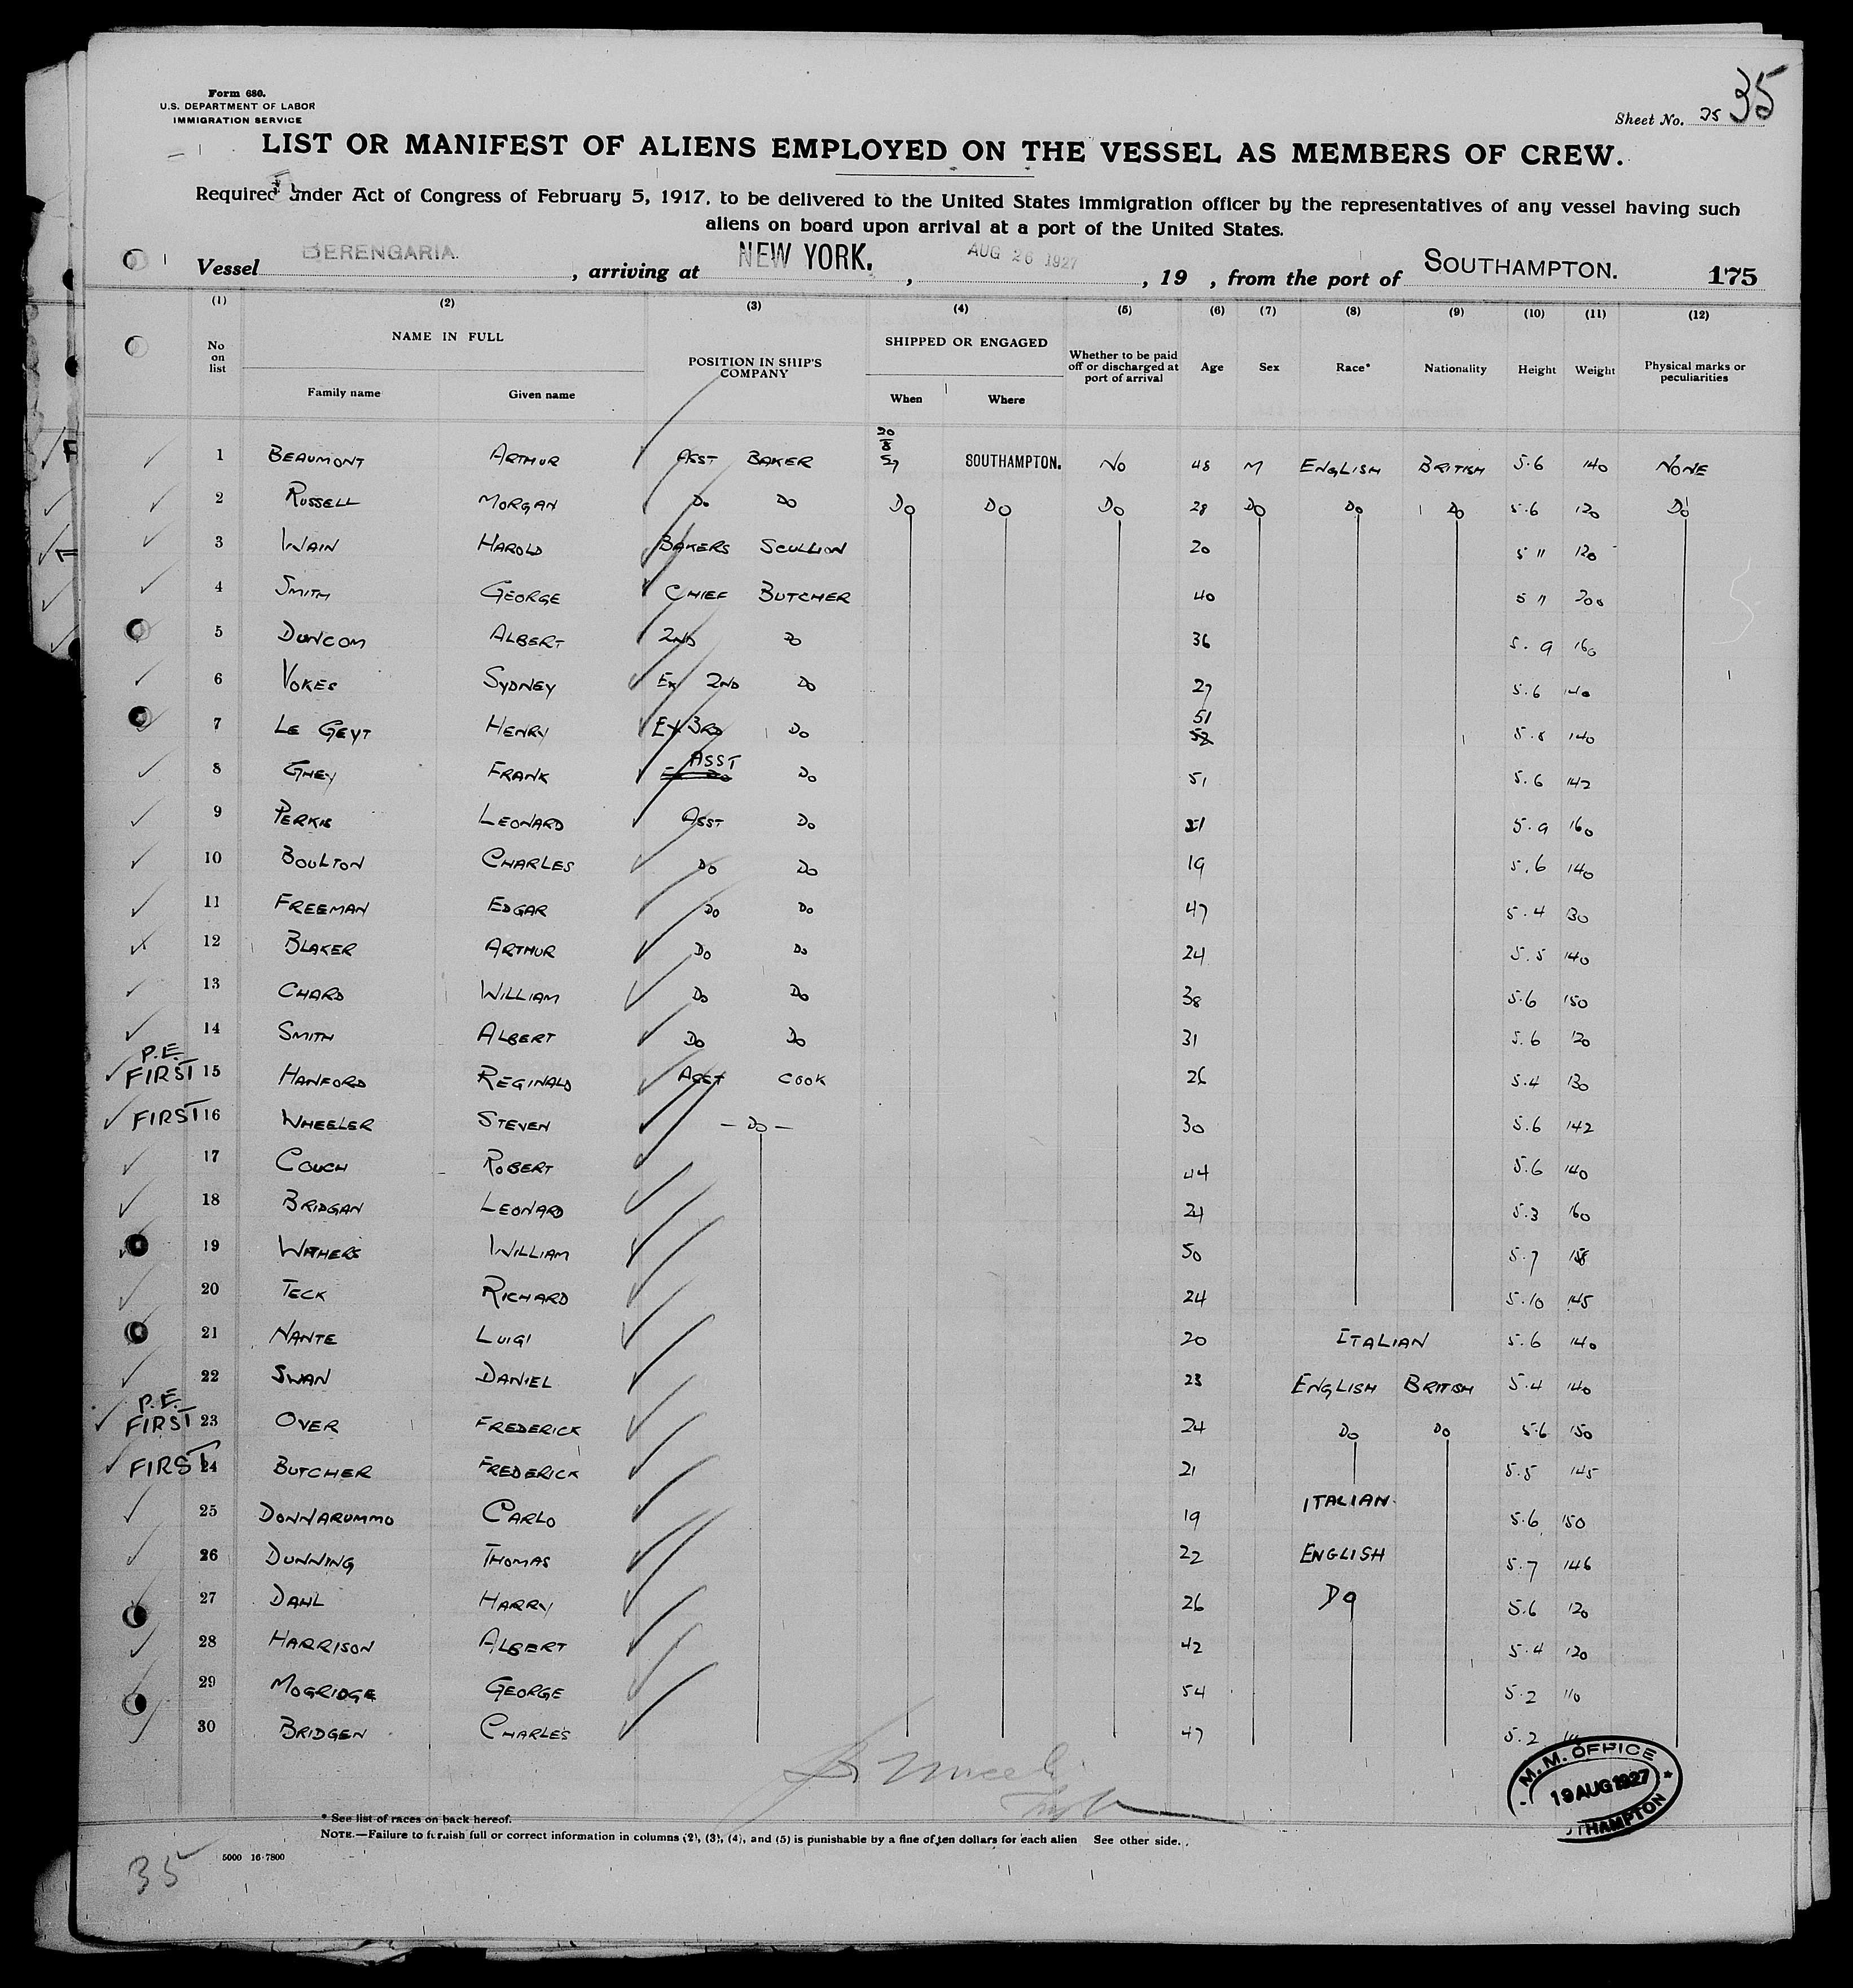 Form 680.
U.S. DEPARTMENT OF LABOR
IMMIGRATION SERVICE
Sheet No. 25 35
LIST OR MANIFEST OF ALIENS EMPLOYED ON THE VESSEL AS MEMBERS OF CREW.
Required under Act of Congress of February 5, 1917, to be delivered to the United States immigration officer by the representatives of any vessel having such
aliens on board upon arrival at a port of the United States.
Vessel BERENGARIA, arriving at NEW YORK., AUG 26 1927, 19 , from the port of SOUTHAMPTON. 175
(1) (2) (3) (4) (5) (6) (7) (8) (9) (10) (11) (12)
No on list NAME IN FULL POSITION IN SHIP'S COMPANY SHIPPED OR ENGAGED Whether to be paid off or discharged at port of arrival Age Sex Race* Nationality Height Weight Physical marks or peculiarities
Family name Given name When Where
1 BEAUMONT ARTHUR ASST BAKER 20/8 27 SOUTHAMPTON. NO 48 M ENGLISH BRITISH 5.6 140 NONE
2 RUSSELL MORGAN DO DO DO DO DO 28 DO DO DO 5.6 120 DO
3 WAIN HAROLD BAKERS SCULLION 20 5 11 120
4 SMITH GEORGE CHIEF BUTCHER 40 5 11 200
5 DUNCOM ALBERT 2ND DO 36 5.9 160
6 VOKES SYDNEY EX 2ND DO 27 5.6 140
7 LE GEYT HENRY EX 3RD DO 51 52 5.8 140
8 GHEY FRANK ASST DO 51 5.6 142
9 PERKIS LEONARD ASST DO 21 5.9 160
10 BOULTON CHARLES DO DO 19 5.6 140
11 FREEMAN EDGAR DO DO 47 5.4 130
12 BLAKER ARTHUR DO DO 24 5.5 140
13 CHARD WILLIAM DO DO 38 5.6 150
14 SMITH ALBERT DO DO 31 5.6 120
P.E.
FIRST 15 HANFORD REGINALD ASST COOK 26 5.4 130
FIRST 16 WHEELER STEVEN - DO - 30 5.6 142
17 COUCH ROBERT 44 5.6 140
18 BRIDGAN LEONARD 24 5.3 160
19 WITHERS WILLIAM 50 5.7 158
20 TECK RICHARD 24 5.10 145
21 NANTE LUIGI 20 ITALIAN 5.6 140
22 SWAN DANIEL 23 ENGLISH BRITISH 5.4 140
P.E.
FIRST 23 OVER FREDERICK 24 DO DO 5.6 150
FIRST 24 BUTCHER FREDERICK 21 5.5 145
25 DONNARUMMO CARLO 19 ITALIAN 5.6 150
26 DUNNING THOMAS 22 ENGLISH 5.7 146
27 DAHL HARRY 26 DO 5.6 120
28 HARRISON ALBERT 42 5.4 120
29 MOGRIDGE GEORGE 54 5.2 110
30 BRIDGEN CHARLES 47 5.2
M.M. OFFICE
19 AUG 1927
THAMPTON
* See list of races on back hereof.
NOTE.—Failure to furnish full or correct information in columns (2), (3), (4), and (5) is punishable by a fine of ten dollars for each alien See other side.
5000 16-7800
35